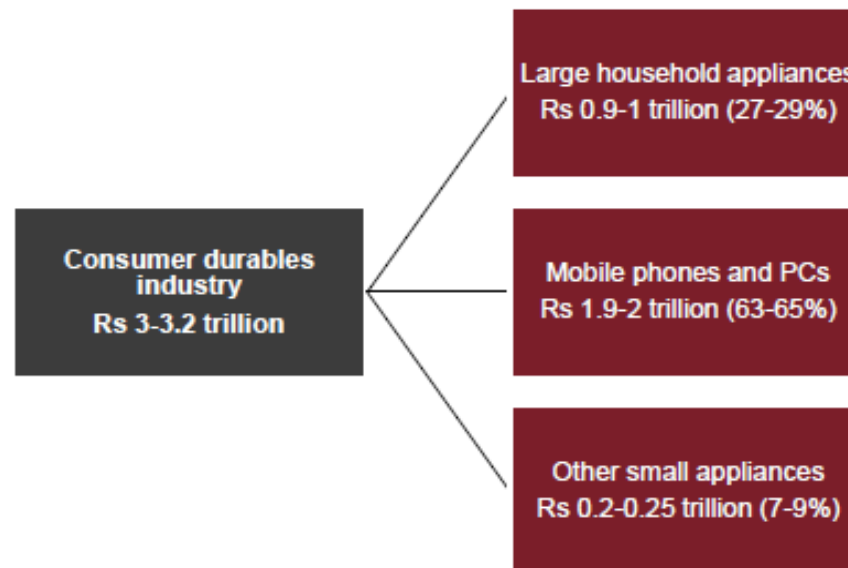 Large household appliances
Rs 0.9-1 trillion (27-29%)
Consumer durables
industry
Rs 3-3.2 trillion
Mobile phones and PCs
Rs 1.9-2 trillion (63-65%)
Other small appliances
Rs 0.2-0.25 trillion (7-9%)